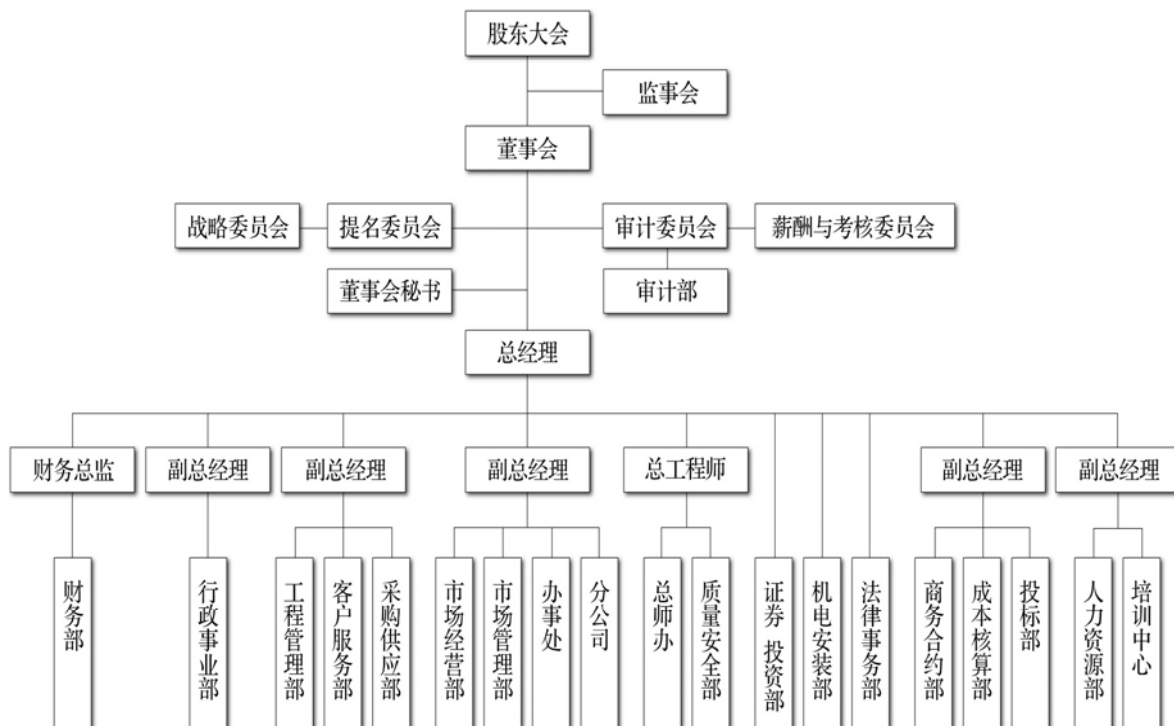 股东大会
监事会
董事会
战略委员会
提名委员会
审计委员会
薪酬与考核委员会
董事会秘书
审计部
总经理
财务总监
副总经理
副总经理
副总经理
总工程师
副总经理
副总经理
财务部
行政事业部
工程管理部
客户服务部
采购供应部
市场经营部
市场管理部
办事处
分公司
总师办
质量安全部
证券 投资部
机电安装部
法律事务部
商务合约部
成本核算部
投标部
人力资源部
培训中心